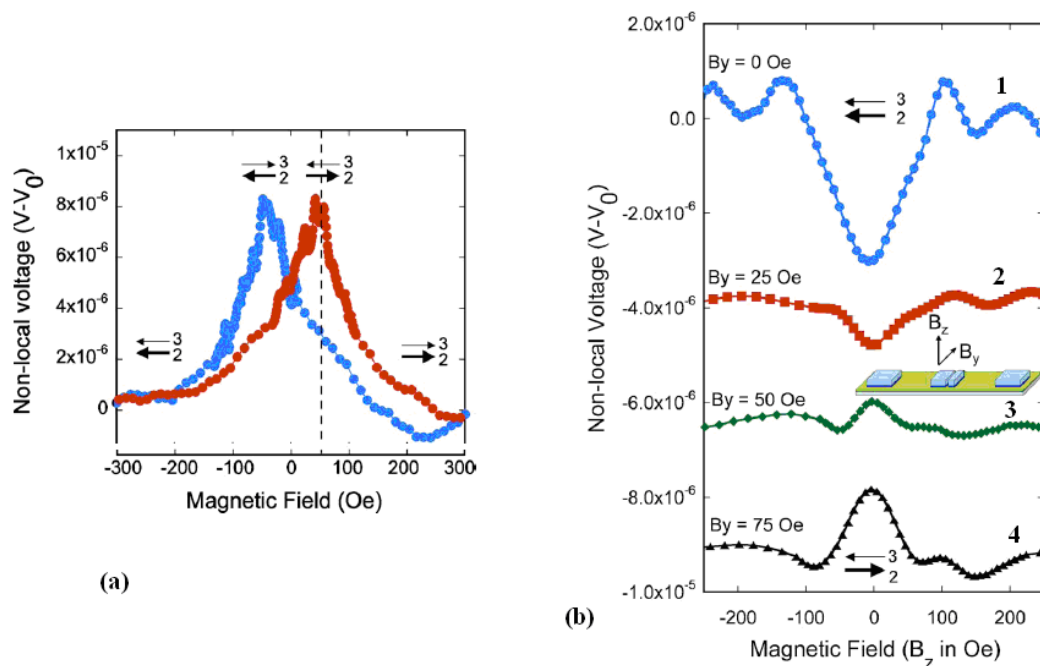 Non-local voltage (V-V0)
1x10-5
8x10-6
6x10-6
4x10-6
2x10-6
0
3
2
3
2
3
2
3
2
-300 -200 -100 0 100 200 300
Magnetic Field (Oe)
(a)
Non-local Voltage (V-V0)
2.0x10-6
0.0
-2.0x10-6
-4.0x10-6
-6.0x10-6
-8.0x10-6
-1.0x10-5
By = 0 Oe
1
3
2
By = 25 Oe
2
Bz
By
By = 50 Oe
3
By = 75 Oe
4
3
2
-200 -100 0 100 200
Magnetic Field (Bz in Oe)
(b)